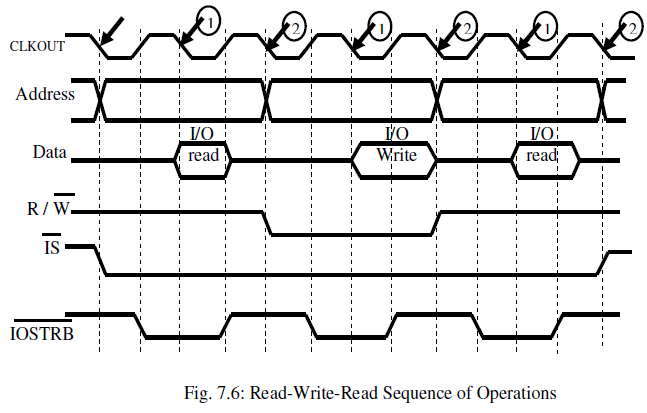 1 2 1 2 1 2
CLKOUT
Address
I/O I/O I/O
Data read Write read
R / W
IS
IOSTRB
Fig. 7.6: Read-Write-Read Sequence of Operations